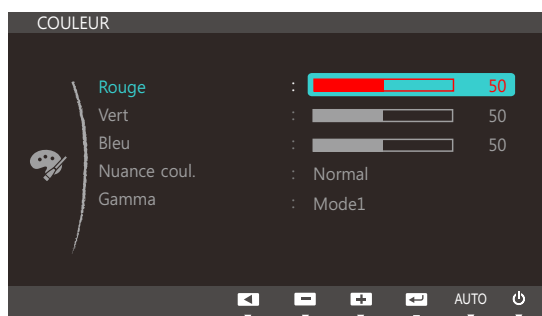 COULEUR
Rouge : 50
Vert : 50
Bleu : 50
Nuance coul. : Normal
Gamma : Mode1
AUTO